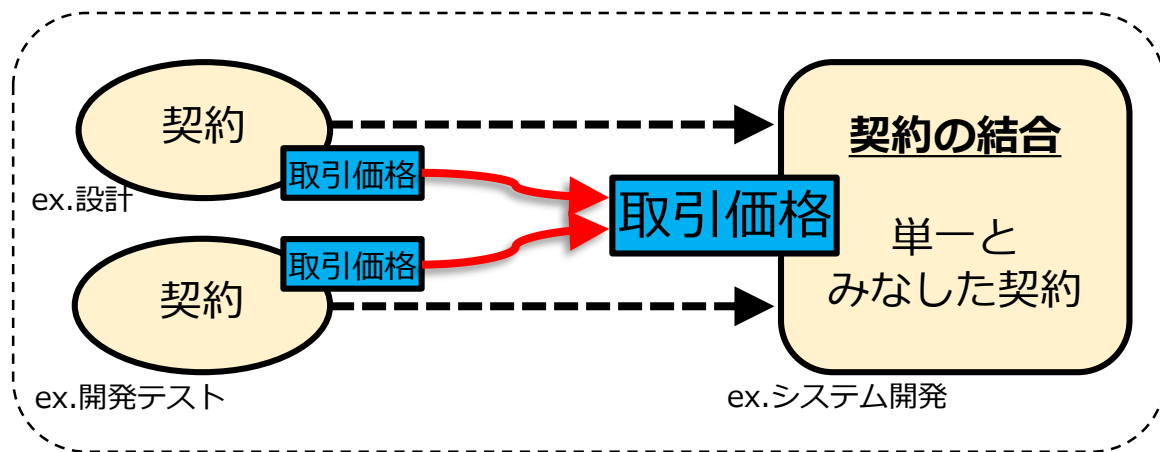 契約
取引価格
ex.設計
契約
取引価格
ex.開発テスト
取引価格
契約の結合
単一と
みなした契約
ex.システム開発